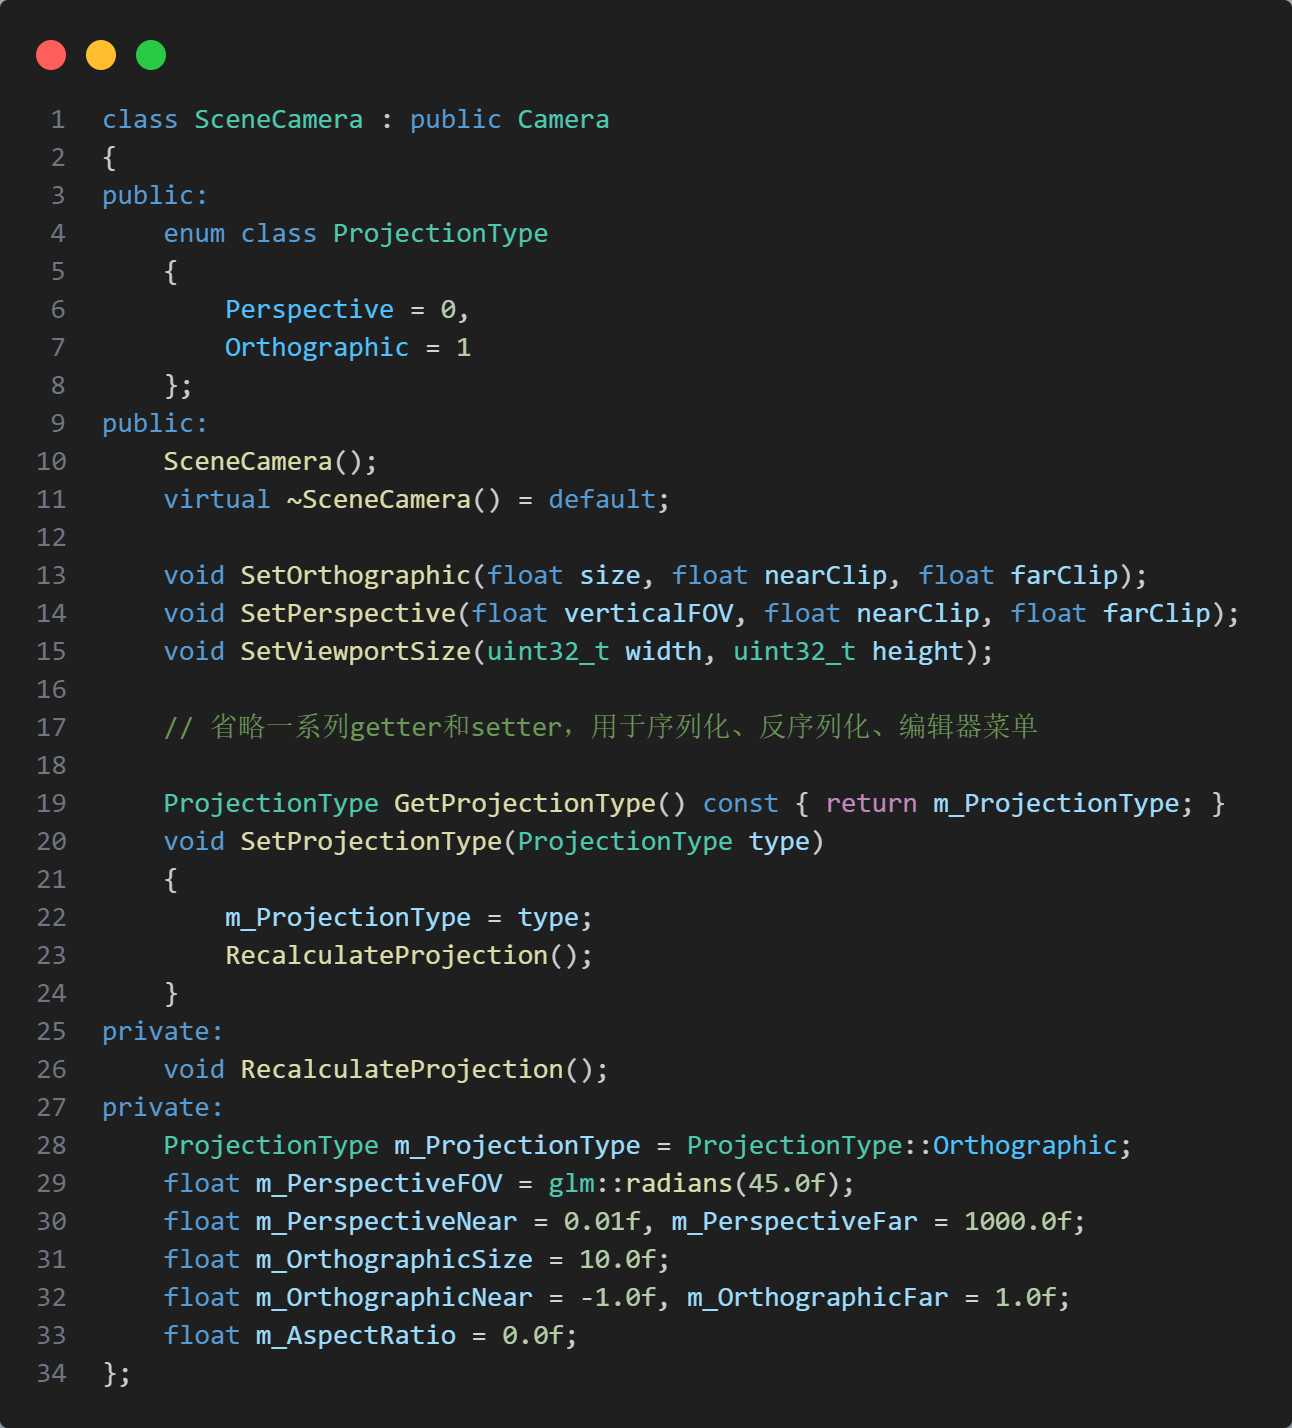 1 class SceneCamera : public Camera
2 {
3 public:
4     enum class ProjectionType
5     {
6         Perspective = 0,
7         Orthographic = 1
8     };
9 public:
10     SceneCamera();
11     virtual ~SceneCamera() = default;
12
13     void SetOrthographic(float size, float nearClip, float farClip);
14     void SetPerspective(float verticalFOV, float nearClip, float farClip);
15     void SetViewportSize(uint32_t width, uint32_t height);
16
17     // 省略一系列getter和setter，用于序列化、反序列化、编辑器菜单
18
19     ProjectionType GetProjectionType() const { return m_ProjectionType; }
20     void SetProjectionType(ProjectionType type)
21     {
22         m_ProjectionType = type;
23         RecalculateProjection();
24     }
25 private:
26     void RecalculateProjection();
27 private:
28     ProjectionType m_ProjectionType = ProjectionType::Orthographic;
29     float m_PerspectiveFOV = glm::radians(45.0f);
30     float m_PerspectiveNear = 0.01f, m_PerspectiveFar = 1000.0f;
31     float m_OrthographicSize = 10.0f;
32     float m_OrthographicNear = -1.0f, m_OrthographicFar = 1.0f;
33     float m_AspectRatio = 0.0f;
34 };